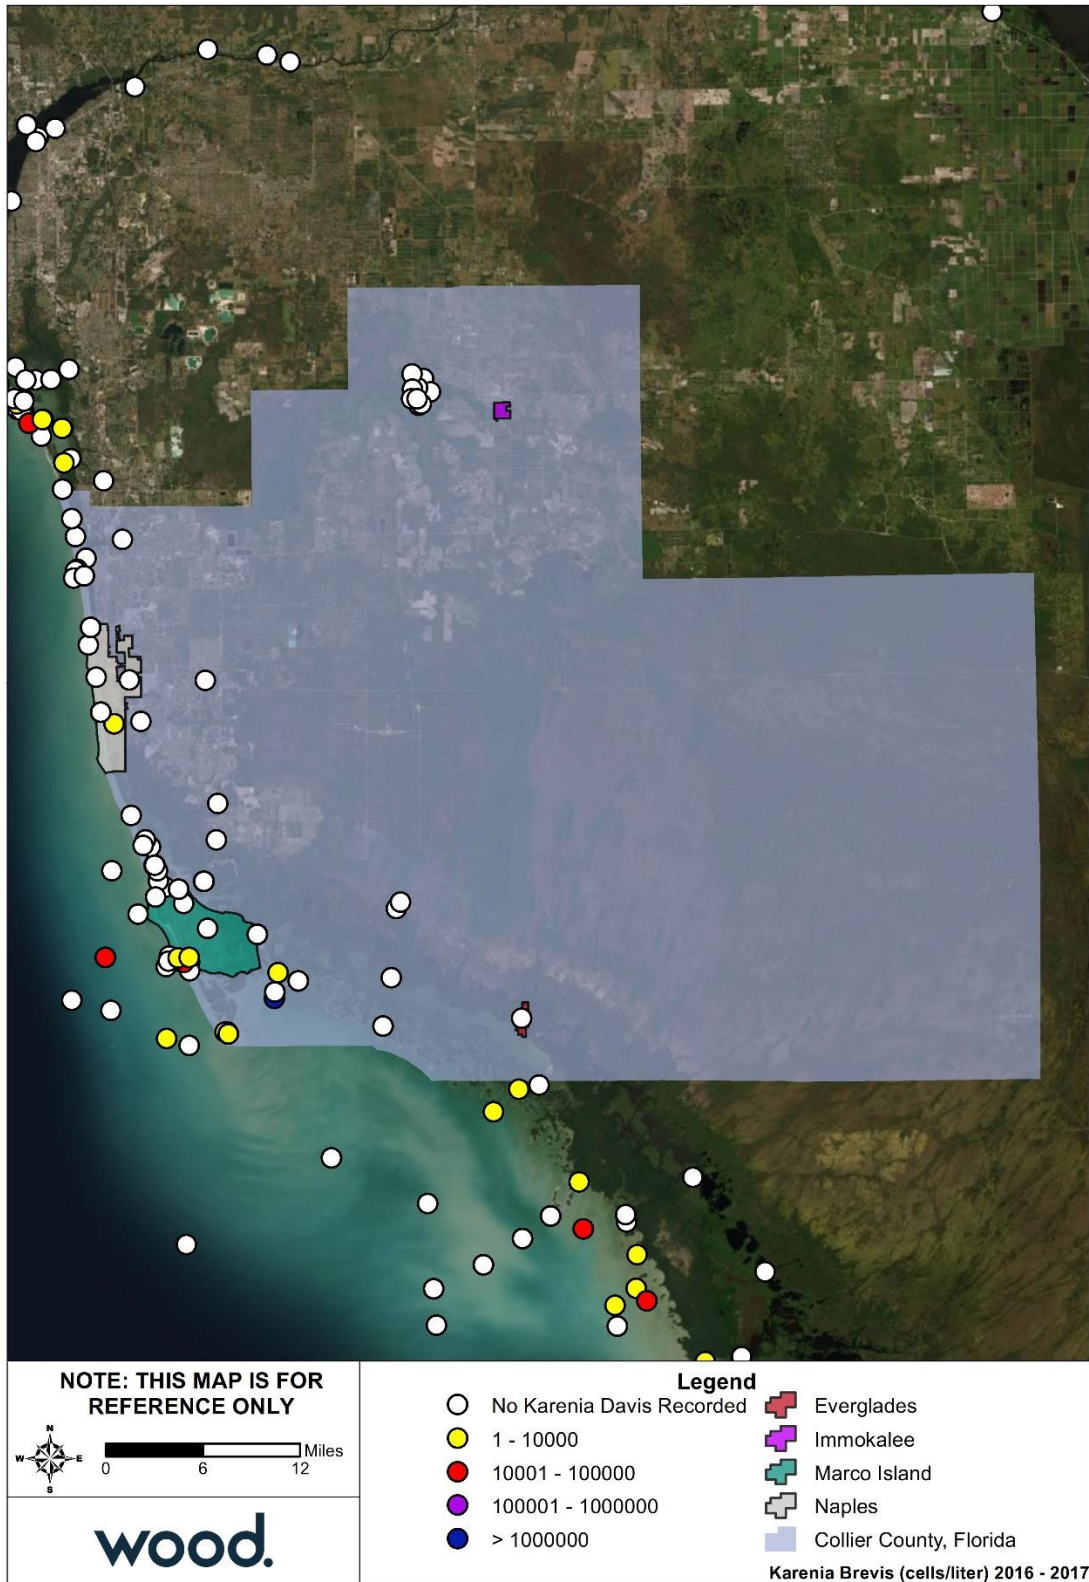 NOTE: THIS MAP IS FOR
REFERENCE ONLY
N
W E
S
Miles
0 6 12
wood.
Legend
No Karenia Davis Recorded
1 - 10000
10001 - 100000
100001 - 1000000
> 1000000
Everglades
Immokalee
Marco Island
Naples
Collier County, Florida
Karenia Brevis (cells/liter) 2016 - 2017